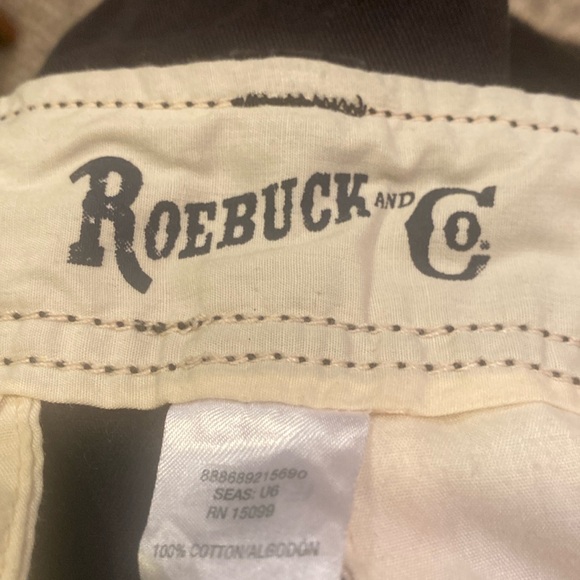 ROEBUCK AND CO.
888689215690
SEAS: U6
RN 15099
100% COTTON/ALGODÓN